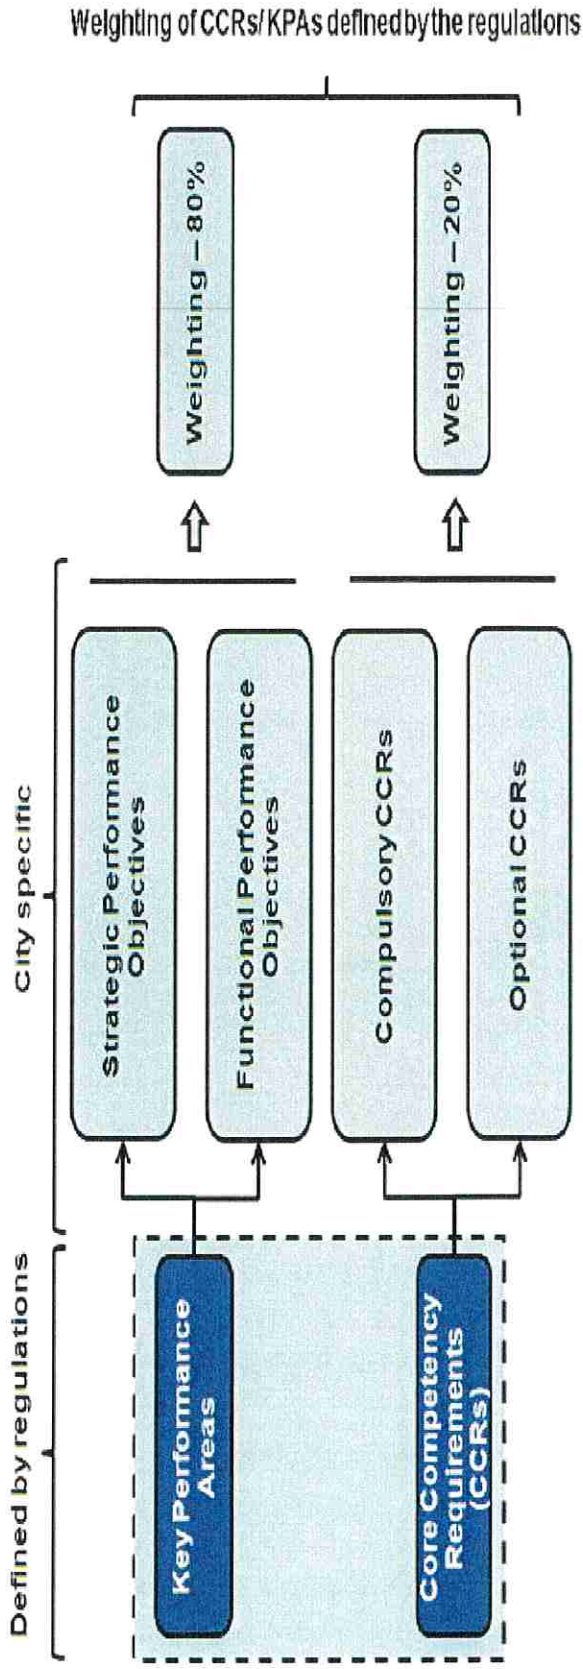 Weighting of CCRs/ KPAs defined by the regulations
Defined by regulations
City specific
Key Performance
Areas
Strategic Performance
Objectives
Functional Performance
Objectives
Weighting – 80%
Core Competency
Requirements
(CCRs)
Compulsory CCRs
Optional CCRs
Weighting – 20%